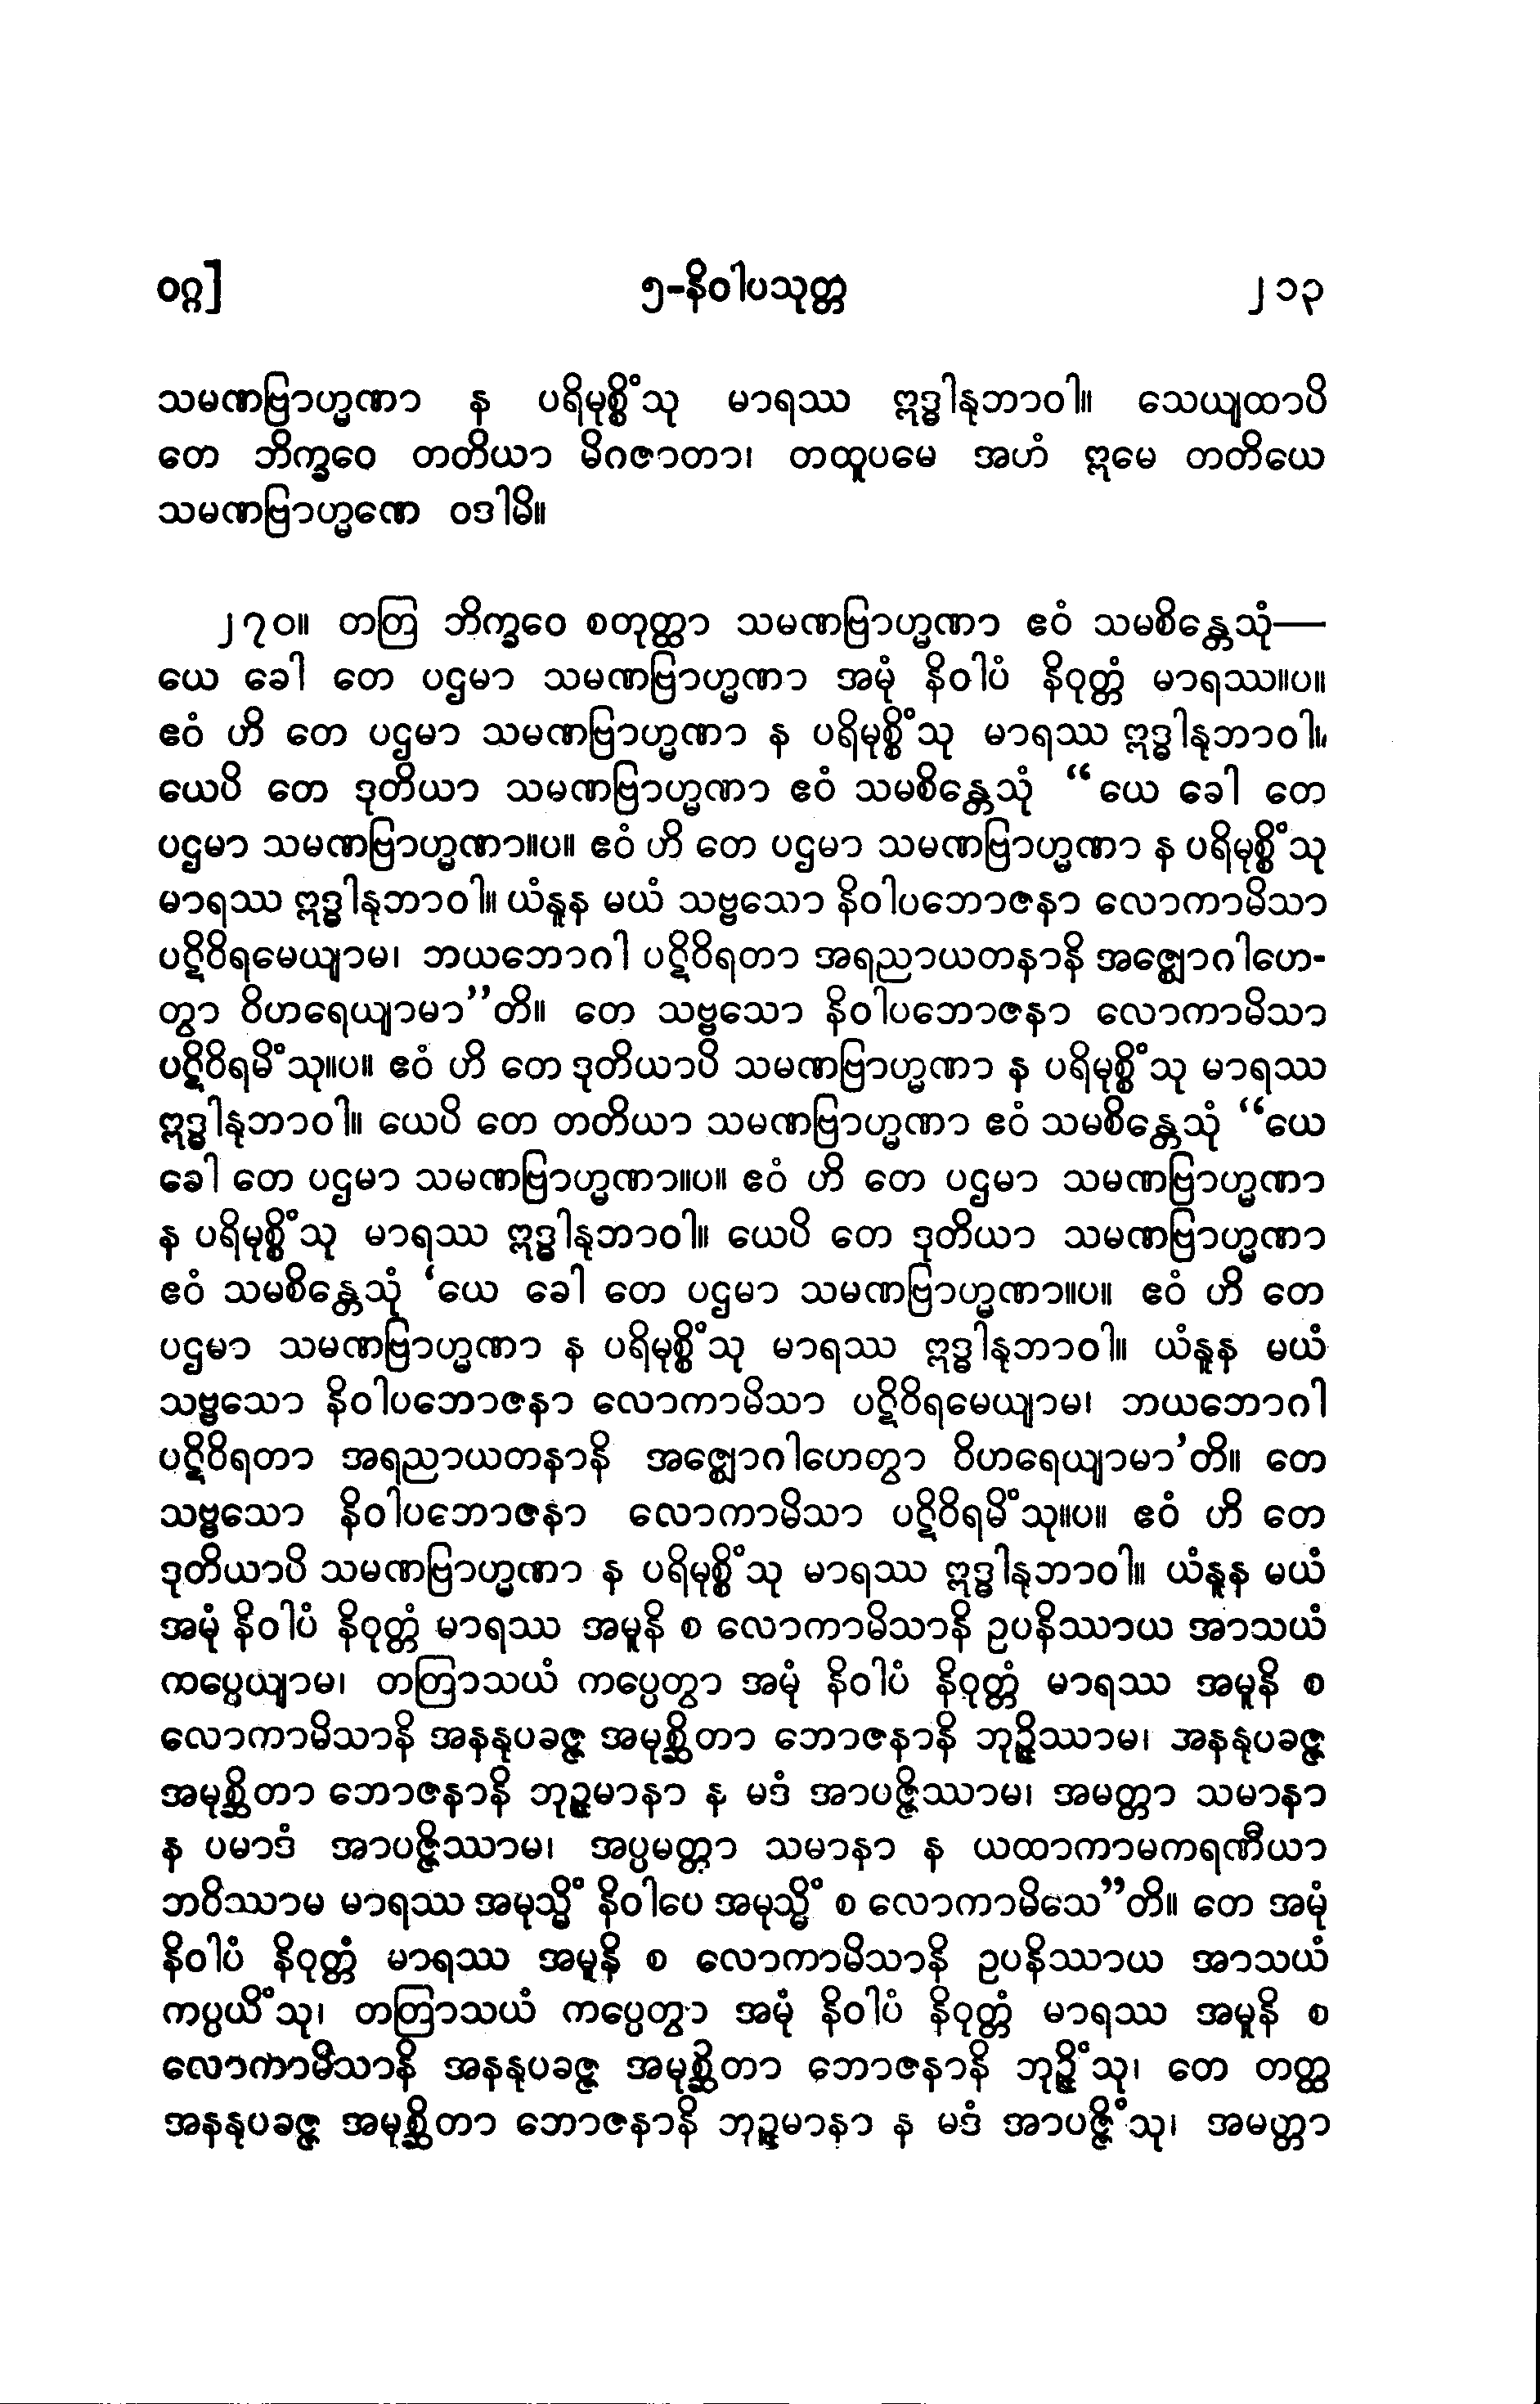 ဝဂ္ဂ] ၅-နိဝါပသုတ္တ ၂၁၃
သမဏဗြာဟ္မဏာ န ပရိမုစ္စိံသု မာရဿ ဣဒ္ဓါနုဘာဝါ။ သေယျထာပိ
တေ ဘိက္ခဝေ တတိယာ မိဂဇာတာ၊ တထူပမေ အဟံ ဣမေ တတိယေ
သမဏဗြာဟ္မဏေ ဝဒါမိ။
၂၇၀။ တတြ ဘိက္ခဝေ စတုတ္ထာ သမဏဗြာဟ္မဏာ ဧဝံ သမစိန္တေသုံ—
ယေ ခေါ တေ ပဌမာ သမဏဗြာဟ္မဏာ အမုံ နိဝါပံ နိဝုတ္တံ မာရဿ။ပ။
ဧဝံ ဟိ တေ ပဌမာ သမဏဗြာဟ္မဏာ န ပရိမုစ္စိံသု မာရဿ ဣဒ္ဓါနုဘာဝါ။
ယေပိ တေ ဒုတိယာ သမဏဗြာဟ္မဏာ ဧဝံ သမစိန္တေသုံ “ယေ ခေါ တေ
ပဌမာ သမဏဗြာဟ္မဏာ။ပ။ ဧဝံ ဟိ တေ ပဌမာ သမဏဗြာဟ္မဏာ န ပရိမုစ္စိံသု
မာရဿ ဣဒ္ဓါနုဘာဝါ။ ယံနူန မယံ သဗ္ဗသော နိဝါပဘောဇနာ လောကာမိသာ
ပဋိဝိရမေယျာမ၊ ဘယဘောဂါ ပဋိဝိရတာ အရညာယတနာနိ အဇ္ဈောဂါဟေ-
တွာ ဝိဟရေယျာမာ”တိ။ တေ သဗ္ဗသော နိဝါပဘောဇနာ လောကာမိသာ
ပဋိဝိရမိံသု။ပ။ ဧဝံ ဟိ တေ ဒုတိယာပိ သမဏဗြာဟ္မဏာ န ပရိမုစ္စိံသု မာရဿ
ဣဒ္ဓါနုဘာဝါ။ ယေပိ တေ တတိယာ သမဏဗြာဟ္မဏာ ဧဝံ သမစိန္တေသုံ “ယေ
ခေါ တေ ပဌမာ သမဏဗြာဟ္မဏာ။ပ။ ဧဝံ ဟိ တေ ပဌမာ သမဏဗြာဟ္မဏာ
န ပရိမုစ္စိံသု မာရဿ ဣဒ္ဓါနုဘာဝါ။ ယေပိ တေ ဒုတိယာ သမဏဗြာဟ္မဏာ
ဧဝံ သမစိန္တေသုံ ‘ယေ ခေါ တေ ပဌမာ သမဏဗြာဟ္မဏာ။ပ။ ဧဝံ ဟိ တေ
ပဌမာ သမဏဗြာဟ္မဏာ န ပရိမုစ္စိံသု မာရဿ ဣဒ္ဓါနုဘာဝါ။ ယံနူန မယံ
သဗ္ဗသော နိဝါပဘောဇနာ လောကာမိသာ ပဋိဝိရမေယျာမ၊ ဘယဘောဂါ
ပဋိဝိရတာ အရညာယတနာနိ အဇ္ဈောဂါဟေတွာ ဝိဟရေယျာမာ’တိ။ တေ
သဗ္ဗသော နိဝါပဘောဇနာ လောကာမိသာ ပဋိဝိရမိံသု။ပ။ ဧဝံ ဟိ တေ
ဒုတိယာပိ သမဏဗြာဟ္မဏာ န ပရိမုစ္စိံသု မာရဿ ဣဒ္ဓါနုဘာဝါ။ ယံနူန မယံ
အမုံ နိဝါပံ နိဝုတ္တံ မာရဿ အမူနိ စ လောကာမိသာနိ ဥပနိဿာယ အာသယံ
ကပ္ပေယျာမ၊ တတြာသယံ ကပ္ပေတွာ အမုံ နိဝါပံ နိဝုတ္တံ မာရဿ အမူနိ စ
လောကာမိသာနိ အနနုပခဇ္ဇ အမုစ္ဆိတာ ဘောဇနာနိ ဘုဉ္ဇိဿာမ၊ အနနုပခဇ္ဇ
အမုစ္ဆိတာ ဘောဇနာနိ ဘုဉ္ဇမာနာ န မဒံ အာပဇ္ဇိဿာမ၊ အမတ္တာ သမာနာ
န ပမာဒံ အာပဇ္ဇိဿာမ၊ အပ္ပမတ္တာ သမာနာ န ယထာကာမကရဏီယာ
ဘဝိဿာမ မာရဿ အမုသ္မိံ နိဝါပေ အမုသ္မိံ စ လောကာမိသေ”တိ။ တေ အမုံ
နိဝါပံ နိဝုတ္တံ မာရဿ အမူနိ စ လောကာမိသာနိ ဥပနိဿာယ အာသယံ
ကပ္ပယိံသု၊ တတြာသယံ ကပ္ပေတွာ အမုံ နိဝါပံ နိဝုတ္တံ မာရဿ အမူနိ စ
လောကာမိသာနိ အနနုပခဇ္ဇ အမုစ္ဆိတာ ဘောဇနာနိ ဘုဉ္ဇိံသု၊ တေ တတ္ထ
အနနုပခဇ္ဇ အမုစ္ဆိတာ ဘောဇနာနိ ဘုဉ္ဇမာနာ န မဒံ အာပဇ္ဇိံသု၊ အမတ္တာ